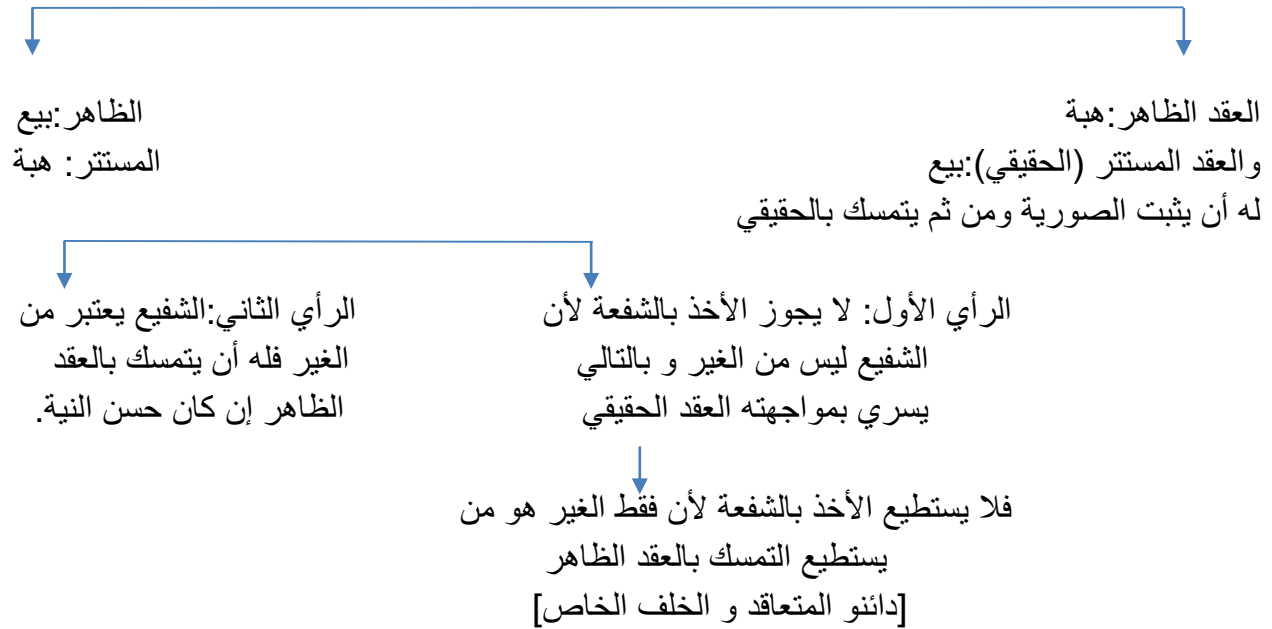 العقد الظاهر:هبة
والعقد المستتر (الحقيقي):بيع
له أن يثبت الصورية ومن ثم يتمسك بالحقيقي
الظاهر:بيع
المستتر: هبة
الرأي الأول: لا يجوز الأخذ بالشفعة لأن
الشفيع ليس من الغير و بالتالي
يسري بمواجهته العقد الحقيقي
فلا يستطيع الأخذ بالشفعة لأن فقط الغير هو من
يستطيع التمسك بالعقد الظاهر
[دائنو المتعاقد و الخلف الخاص]
الرأي الثاني:الشفيع يعتبر من
الغير فله أن يتمسك بالعقد
الظاهر إن كان حسن النية.